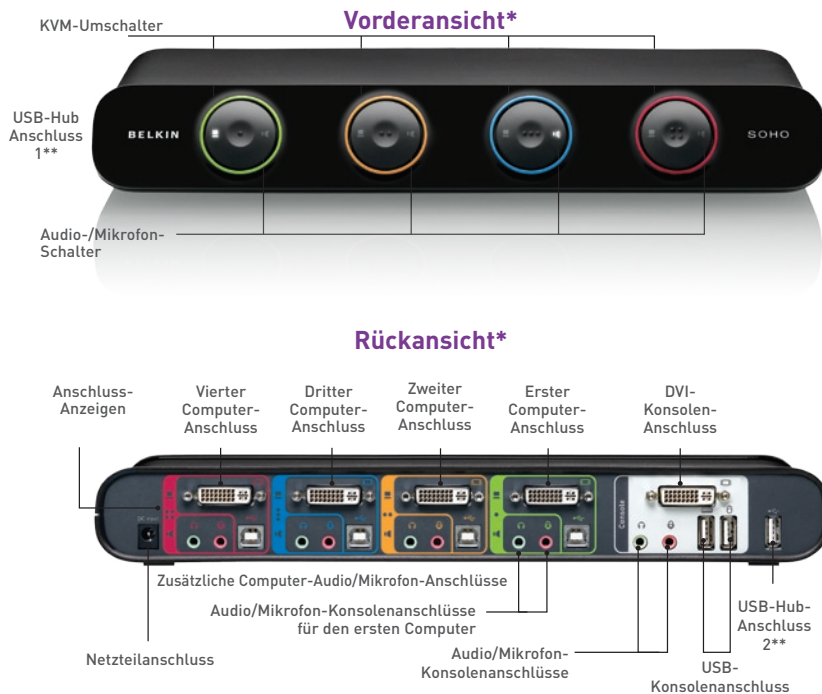 Vorderansicht*
KVM-Umschalter
USB-Hub
Anschluss
1**
BELKIN
SOHO
Audio-/Mikrofon-
Schalter
Rückansicht*
Anschluss-
Anzeigen
Vierter
Computer-
Anschluss
Dritter
Computer-
Anschluss
Zweiter
Computer-
Anschluss
Erster
Computer-
Anschluss
DVI-
Konsolen-
Anschluss
DC Input
Console
Zusätzliche Computer-Audio/Mikrofon-Anschlüsse
Audio/Mikrofon-Konsolenanschlüsse
für den ersten Computer
Netzteilanschluss
Audio/Mikrofon-
Konsolenanschlüsse
USB-Hub-
Anschluss
2**
USB-
Konsolenanschluss